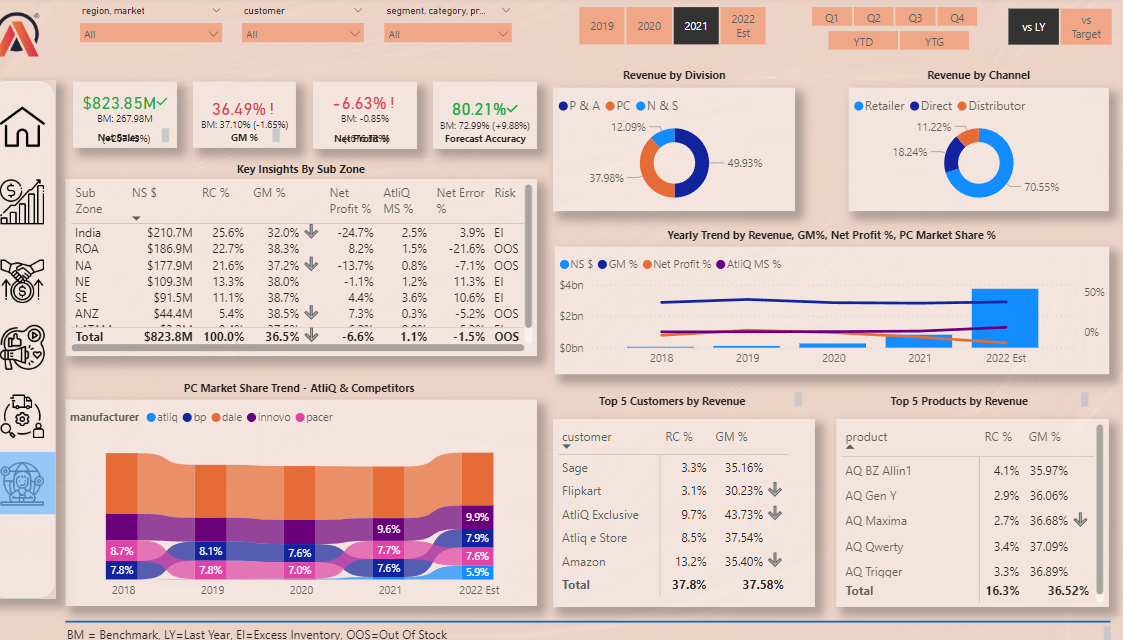 region, market customer segment, category, pr...
All All All
2019 2020 2021 2022 Est
Q1 Q2 Q3 Q4
YTD YTG
vs LY vs Target
$823.85M
BM: 267.98M
Net Sales
36.49% !
BM: 37.10% (-1.65%)
GM %
-6.63% !
BM: -0.85%
Net Profit %
80.21%
BM: 72.99% (+9.88%)
Forecast Accuracy
Revenue by Division
P & A PC N & S
12.09%
49.93%
37.98%
Revenue by Channel
Retailer Direct Distributor
11.22%
18.24%
70.55%
Key Insights By Sub Zone
Sub Zone NS $ RC % GM % Net Profit % AtliQ MS % Net Error % Risk
India $210.7M 25.6% 32.0% -24.7% 2.5% 3.9% EI
ROA $186.9M 22.7% 38.3% 8.2% 1.5% -21.6% OOS
NA $177.9M 21.6% 37.2% -13.7% 0.8% -7.1% OOS
NE $109.3M 13.3% 38.0% -1.1% 1.2% 11.3% EI
SE $91.5M 11.1% 38.7% 4.4% 3.6% 10.6% EI
ANZ $44.4M 5.4% 38.5% 7.3% 0.3% -5.2% OOS
Total $823.8M 100.0% 36.5% -6.6% 1.1% -1.5% OOS
Yearly Trend by Revenue, GM%, Net Profit %, PC Market Share %
NS $ GM % Net Profit % AtliQ MS %
$4bn
$2bn
$0bn
50%
0%
2018 2019 2020 2021 2022 Est
PC Market Share Trend - AtliQ & Competitors
manufacturer atliq bp dale innovo pacer
8.7%
7.8%
8.1%
7.8%
7.6%
7.0%
9.6%
7.7%
7.6%
9.9%
7.9%
7.6%
5.9%
2018 2019 2020 2021 2022 Est
Top 5 Customers by Revenue
customer RC % GM %
Sage 3.3% 35.16%
Flipkart 3.1% 30.23%
AtliQ Exclusive 9.7% 43.73%
Atliq e Store 8.5% 37.54%
Amazon 13.2% 35.40%
Total 37.8% 37.58%
Top 5 Products by Revenue
product RC % GM %
AQ BZ Allin1 4.1% 35.97%
AQ Gen Y 2.9% 36.06%
AQ Maxima 2.7% 36.68%
AQ Qwerty 3.4% 37.09%
AQ Trigger 3.3% 36.89%
Total 16.3% 36.52%
BM = Benchmark, LY=Last Year, EI=Excess Inventory, OOS=Out Of Stock